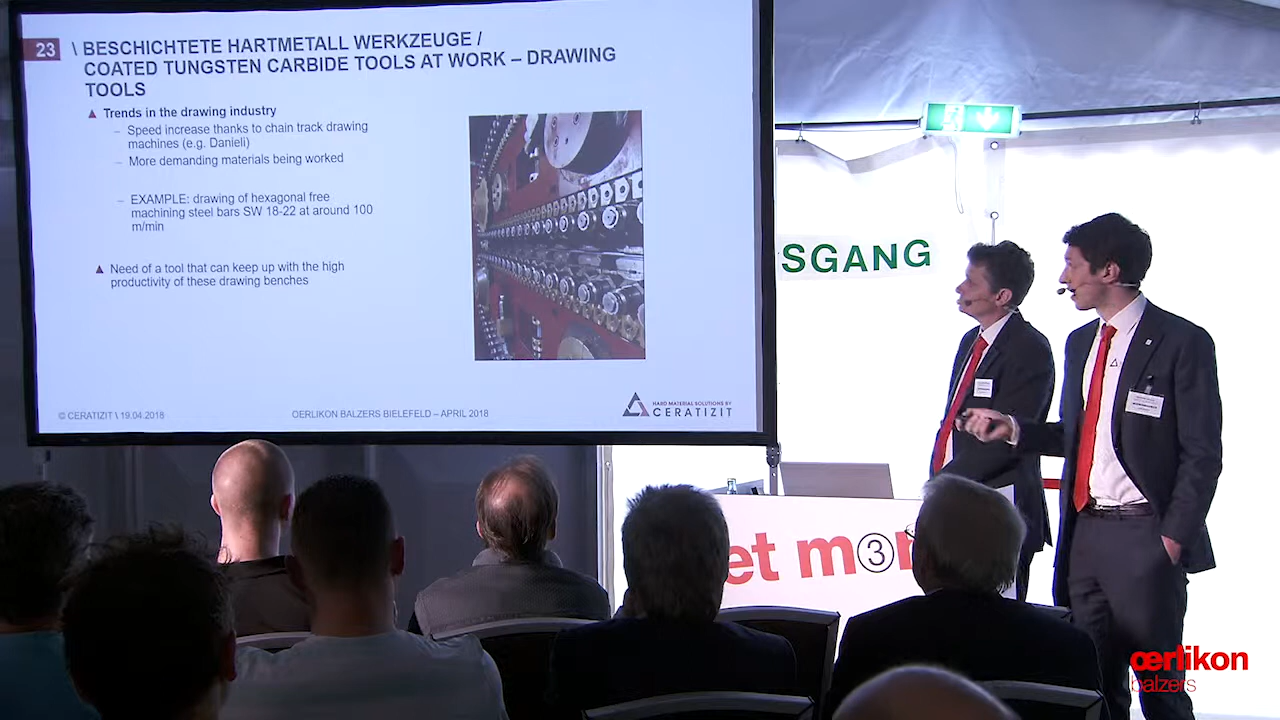 23
\ BESCHICHTETE HARTMETALL WERKZEUGE /
COATED TUNGSTEN CARBIDE TOOLS AT WORK – DRAWING
TOOLS
Trends in the drawing industry
– Speed increase thanks to chain track drawing
machines (e.g. Danieli)
– More demanding materials being worked
– EXAMPLE: drawing of hexagonal free
machining steel bars SW 18-22 at around 100
m/min
Need of a tool that can keep up with the high
productivity of these drawing benches
© CERATIZIT \ 19.04.2018
OERLIKON BALZERS BIELEFELD – APRIL 2018
HARD MATERIAL SOLUTIONS BY
CERATIZIT
SGANG
et m3
œrlikon
balzers